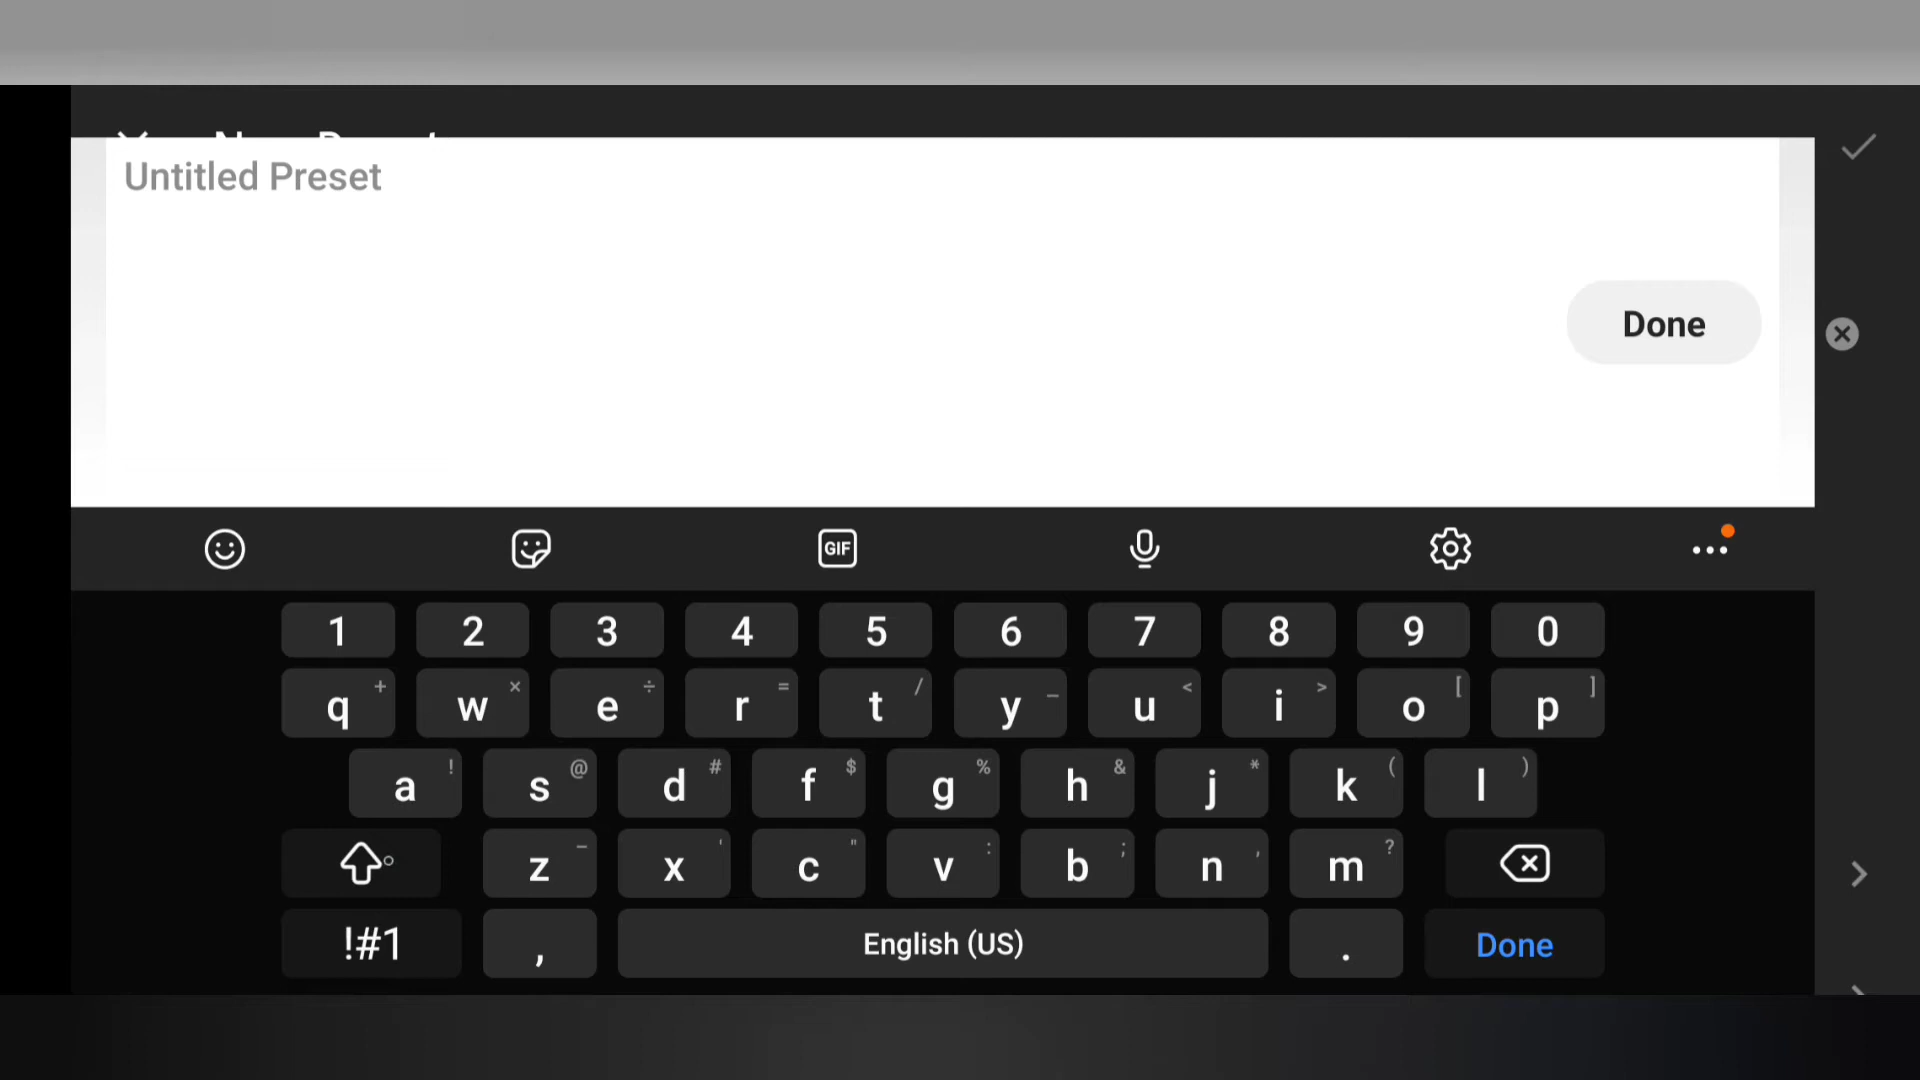 Untitled Preset
Done
GIF
1 2 3 4 5 6 7 8 9 0
q + w × e ÷ r = t / y _ u < i > o [ p ]
a ! s @ d # f $ g % h & j * k ( l )
z - x ' c " v : b ; n , m ?
!#1 , English (US) . Done